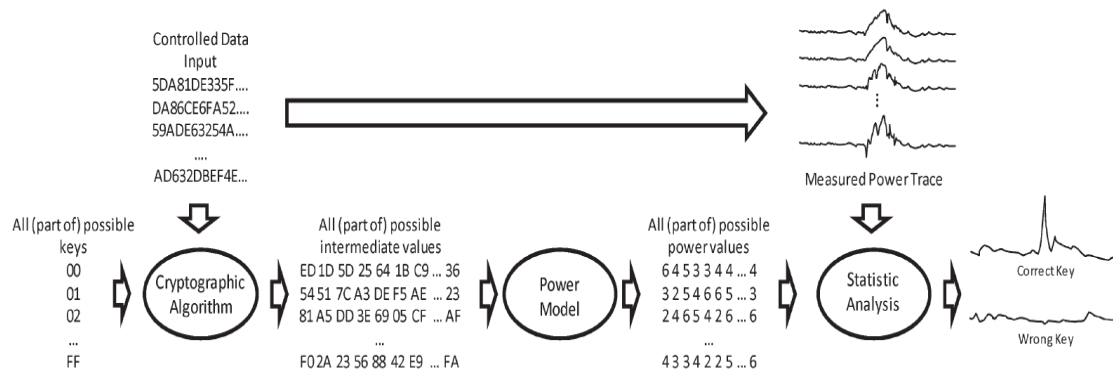 Controlled Data
Input
5DA81DE335F....
DA86CE6FA52....
59ADE63254A....
....
AD632DBEF4E...
Measured Power Trace
All (part of) possible
keys
00
01
02
...
FF
Cryptographic
Algorithm
All (part of) possible
intermediate values
ED 1D 5D 25 64 1B C9 ... 36
54 51 7C A3 DE F5 AE ... 23
81 A5 DD 3E 69 05 CF ... AF
...
F0 2A 23 56 88 42 E9 ... FA
Power
Model
All (part of) possible
power values
6 4 5 3 3 4 4 ... 4
3 2 5 4 6 6 5 ... 3
2 4 6 5 4 2 6 ... 6
...
4 3 3 4 2 2 5 ... 6
Statistic
Analysis
Correct Key
Wrong Key